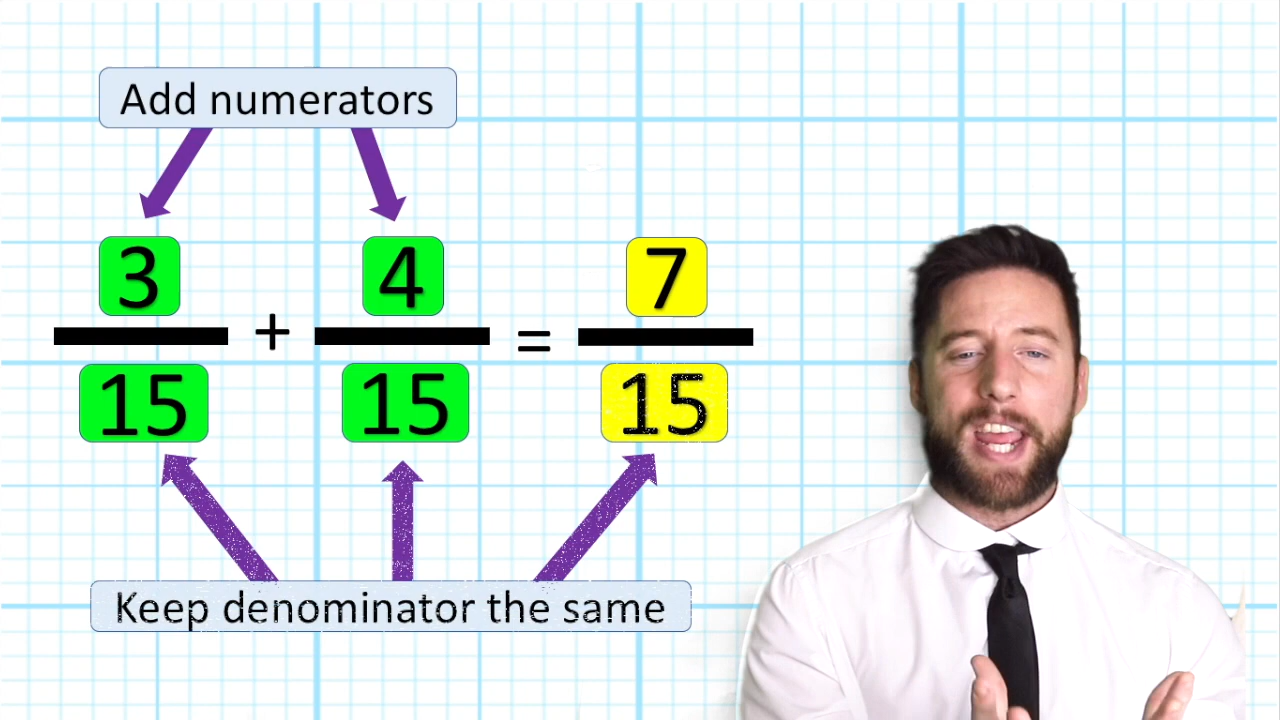 Add numerators
3 4 7
+ =
15 15 15
Keep denominator the same